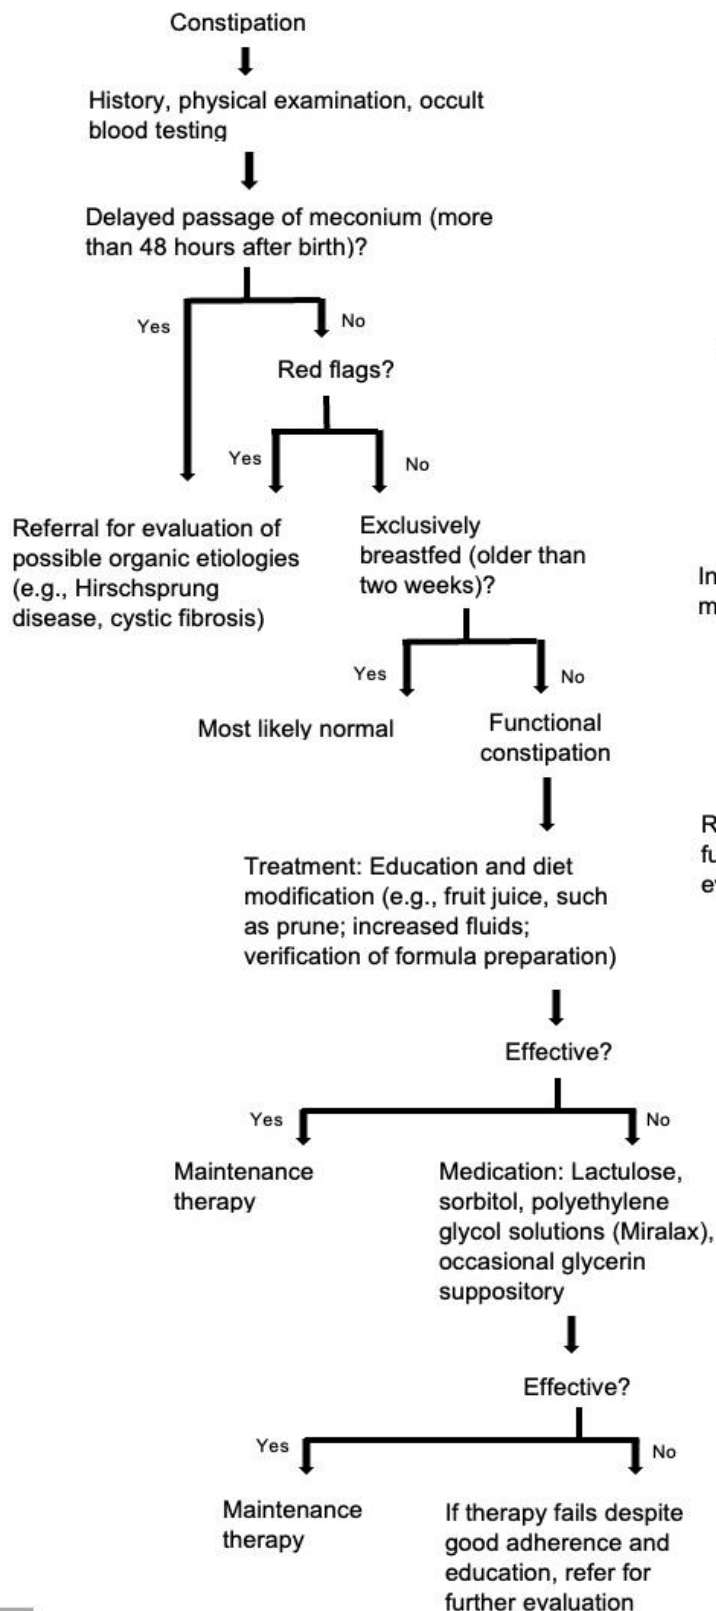 Constipation
History, physical examination, occult
blood testing
Delayed passage of meconium (more
than 48 hours after birth)?
Yes
No
Red flags?
Yes
No
Referral for evaluation of
possible organic etiologies
(e.g., Hirschsprung
disease, cystic fibrosis)
Exclusively
breastfed (older than
two weeks)?
Yes
No
Most likely normal
Functional
constipation
Treatment: Education and diet
modification (e.g., fruit juice, such
as prune; increased fluids;
verification of formula preparation)
Effective?
Yes
No
Maintenance
therapy
Medication: Lactulose,
sorbitol, polyethylene
glycol solutions (Miralax),
occasional glycerin
suppository
Effective?
Yes
No
Maintenance
therapy
If therapy fails despite
good adherence and
education, refer for
further evaluation